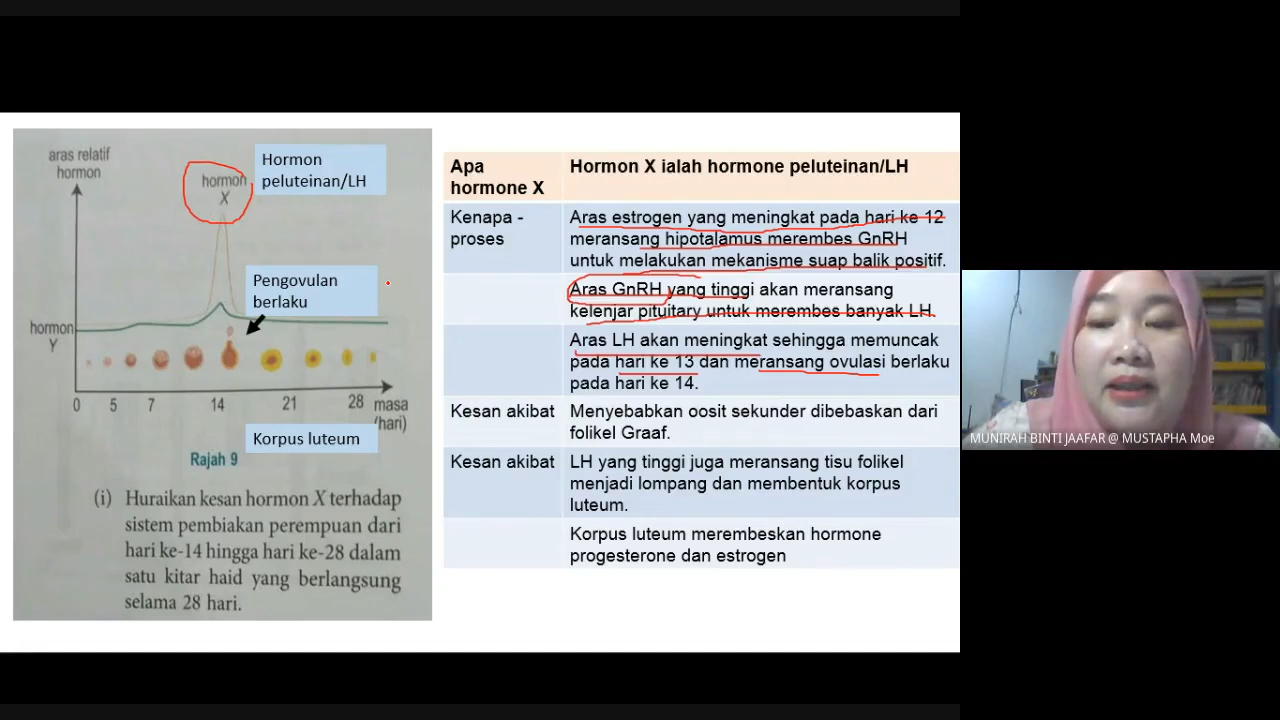 aras relatif
hormon
hormon
X
Hormon
peluteinan/LH
Pengovulan
berlaku
hormon
Y
0 5 7 14 21 28 masa
(hari)
Korpus luteum
Rajah 9
(i) Huraikan kesan hormon X terhadap
sistem pembiakan perempuan dari
hari ke-14 hingga hari ke-28 dalam
satu kitar haid yang berlangsung
selama 28 hari.
Apa
hormone X
Hormon X ialah hormone peluteinan/LH
Kenapa -
proses
Aras estrogen yang meningkat pada hari ke 12
meransang hipotalamus merembes GnRH
untuk melakukan mekanisme suap balik positif.
Aras GnRH yang tinggi akan meransang
kelenjar pituitary untuk merembes banyak LH.
Aras LH akan meningkat sehingga memuncak
pada hari ke 13 dan meransang ovulasi berlaku
pada hari ke 14.
Kesan akibat
Menyebabkan oosit sekunder dibebaskan dari
folikel Graaf.
Kesan akibat
LH yang tinggi juga meransang tisu folikel
menjadi lompang dan membentuk korpus
luteum.
Korpus luteum merembeskan hormone
progesterone dan estrogen
MUNIRAH BINTI JAAFAR @ MUSTAPHA Moe